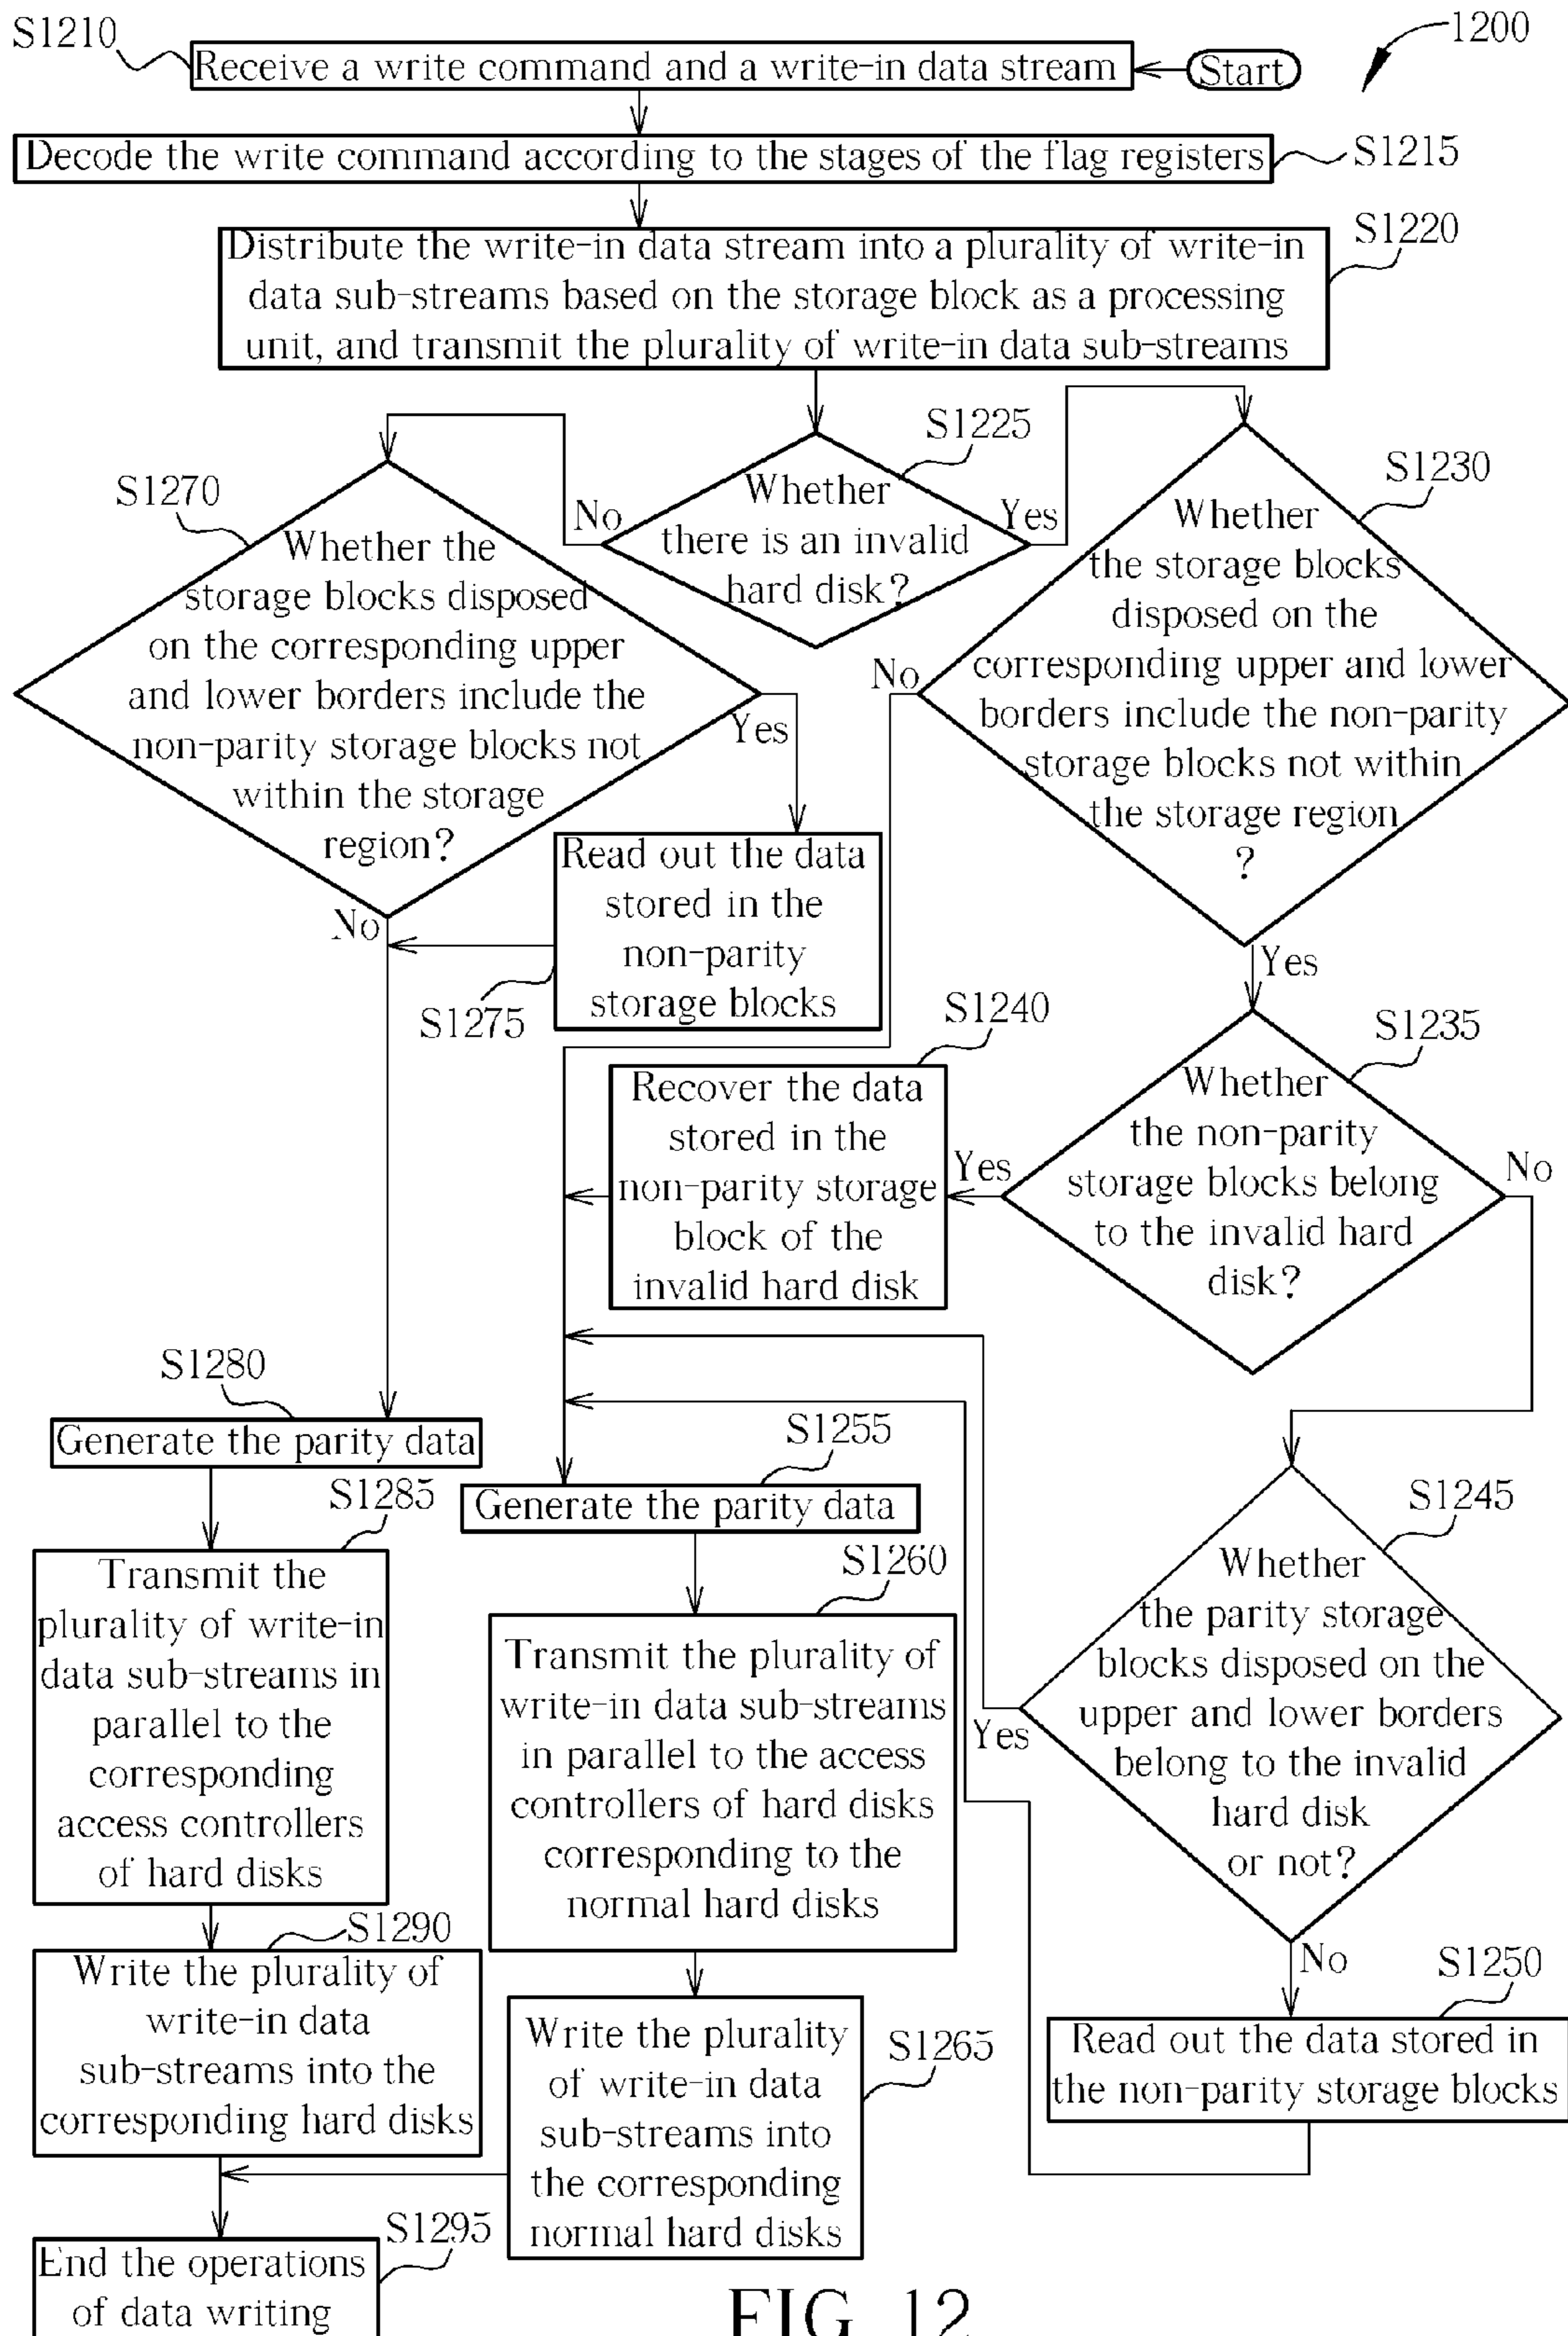 S1210
1200
Receive a write command and a write-in data stream
Start
Decode the write command according to the stages of the flag registers
S1215
S1220
Distribute the write-in data stream into a plurality of write-in
data sub-streams based on the storage block as a processing
unit, and transmit the plurality of write-in data sub-streams
S1225
Whether
there is an invalid
hard disk?
No
Yes
S1270
Whether the
storage blocks disposed
on the corresponding upper
and lower borders include the
non-parity storage blocks not
within the storage
region?
Yes
No
S1230
Whether
the storage blocks
disposed on the
corresponding upper and lower
borders include the non-parity
storage blocks not within
the storage region
?
No
Yes
Read out the data
stored in the
non-parity
storage blocks
S1275
S1240
Recover the data
stored in the
non-parity storage
block of the
invalid hard disk
S1235
Whether
the non-parity
storage blocks belong
to the invalid hard
disk?
Yes
No
S1280
Generate the parity data
S1255
Generate the parity data
S1285
Transmit the
plurality of write-in
data sub-streams in
parallel to the
corresponding
access controllers
of hard disks
S1260
Transmit the plurality of
write-in data sub-streams
in parallel to the access
controllers of hard disks
corresponding to the
normal hard disks
S1245
Whether
the parity storage
blocks disposed on the
upper and lower borders
belong to the invalid
hard disk
or not?
Yes
No
S1290
Write the plurality of
write-in data
sub-streams into the
corresponding hard disks
S1265
Write the plurality
of write-in data
sub-streams into
the corresponding
normal hard disks
S1250
Read out the data stored in
the non-parity storage blocks
S1295
End the operations
of data writing
FIG. 12